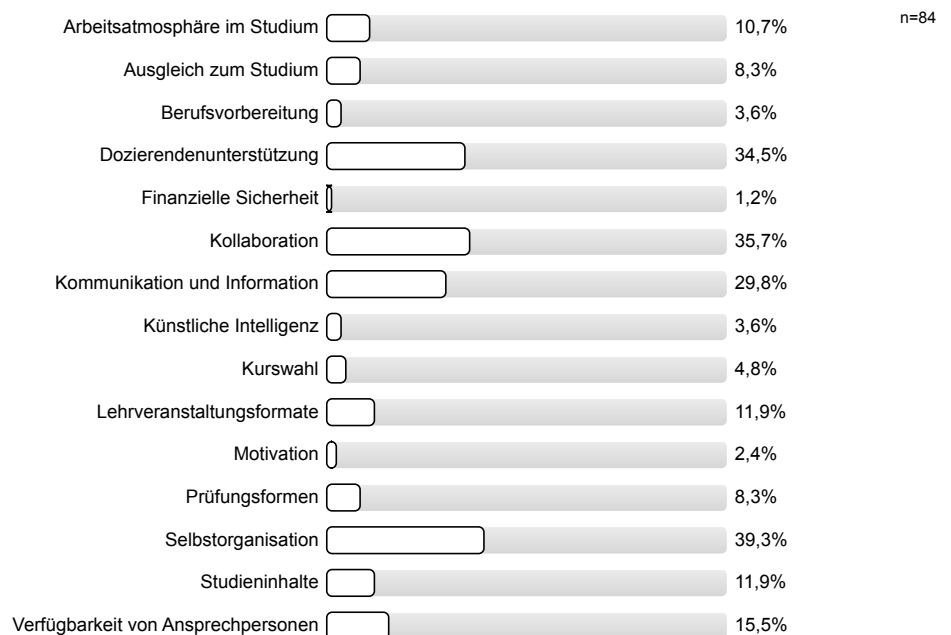 Arbeitsatmosphäre im Studium 10,7% n=84
Ausgleich zum Studium 8,3%
Berufsvorbereitung 3,6%
Dozierendenunterstützung 34,5%
Finanzielle Sicherheit 1,2%
Kollaboration 35,7%
Kommunikation und Information 29,8%
Künstliche Intelligenz 3,6%
Kurswahl 4,8%
Lehrveranstaltungsformate 11,9%
Motivation 2,4%
Prüfungsformen 8,3%
Selbstorganisation 39,3%
Studieninhalte 11,9%
Verfügbarkeit von Ansprechpersonen 15,5%